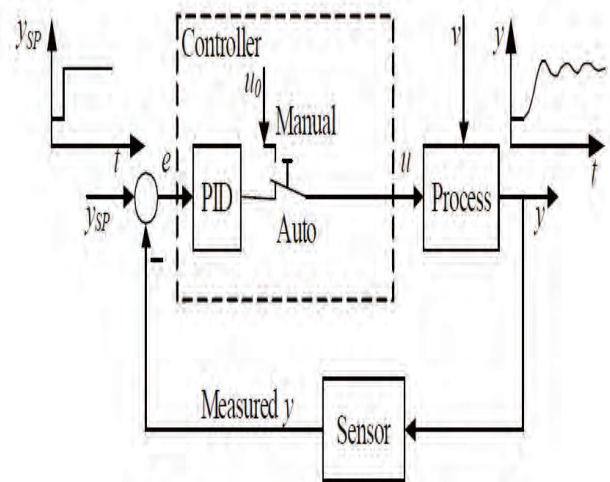 y_SP
Controller
v
y
u_0
Manual
t
e
PID
u
Process
t
y_SP
Auto
y
–
Measured y
Sensor